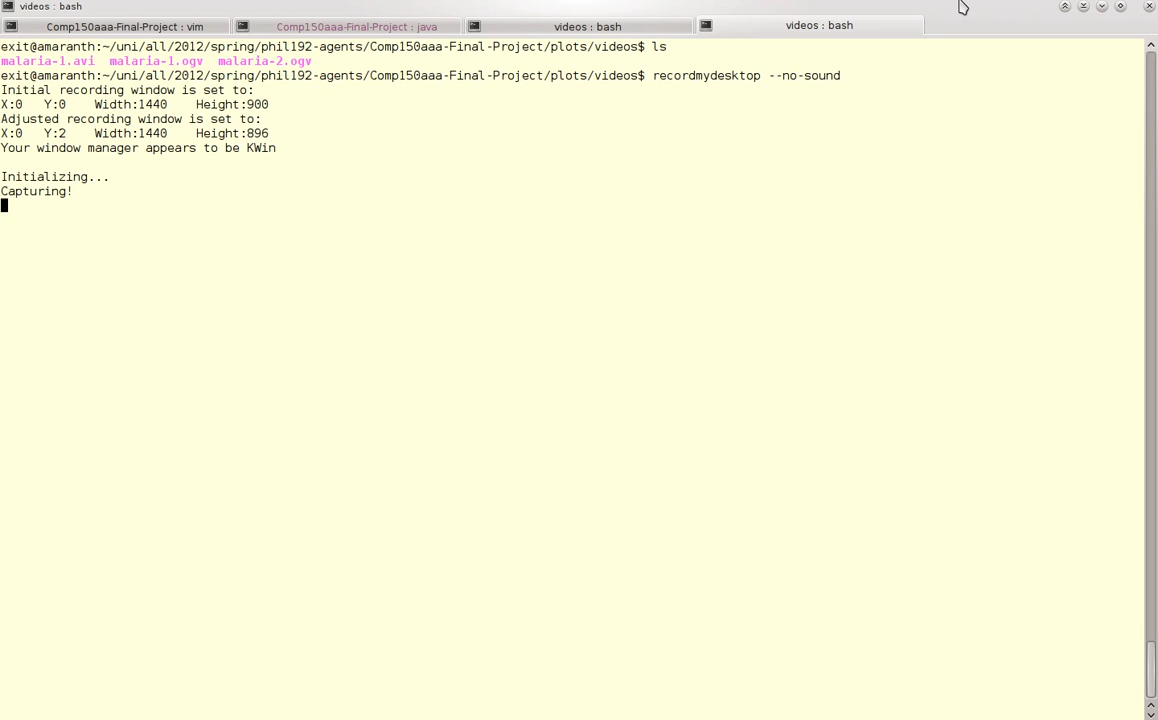 videos : bash
Comp150aaa-Final-Project : vim
Comp150aaa-Final-Project : java
videos : bash
videos : bash
exit@amaranth:~/uni/all/2012/spring/phil192-agents/Comp150aaa-Final-Project/plots/videos$ ls
malaria-1.avi  malaria-1.ogv  malaria-2.ogv
exit@amaranth:~/uni/all/2012/spring/phil192-agents/Comp150aaa-Final-Project/plots/videos$ recordmydesktop --no-sound
Initial recording window is set to:
X:0   Y:0    Width:1440    Height:900
Adjusted recording window is set to:
X:0   Y:2    Width:1440    Height:896
Your window manager appears to be KWin
Initializing...
Capturing!